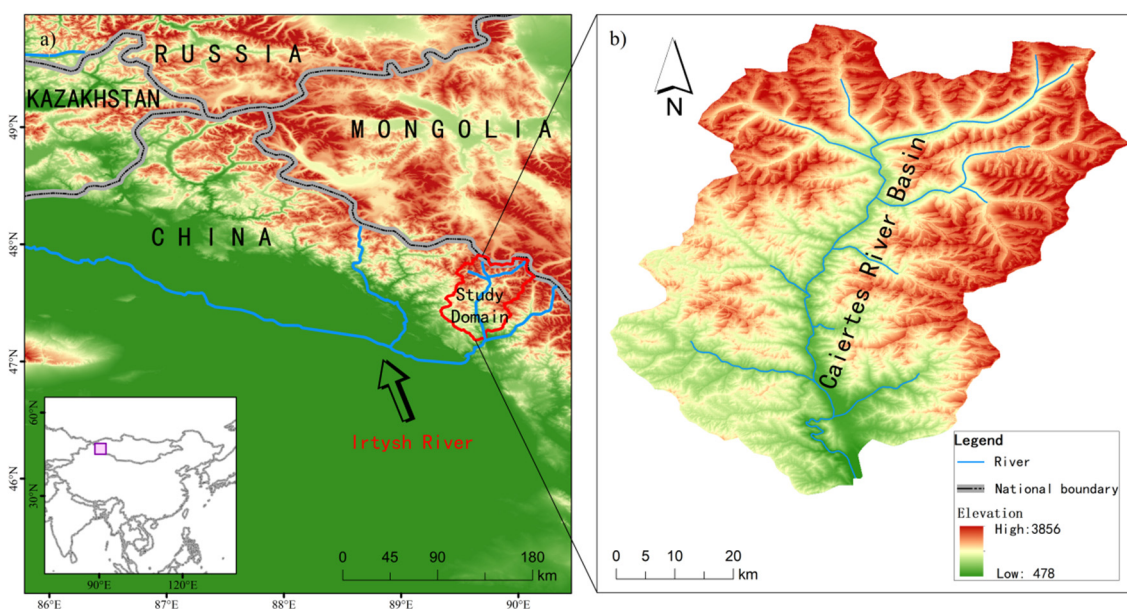 a)
RUSSIA
KAZAKHSTAN
MONGOLIA
CHINA
Study
Domain
Irtysh River
49°N
48°N
47°N
46°N
86°E 87°E 88°E 89°E 90°E
60°N
30°N
90°E 120°E
0 45 90 180
km
b)
N
Caiertes River Basin
0 5 10 20
km
Legend
River
National boundary
Elevation
High:3856
Low: 478